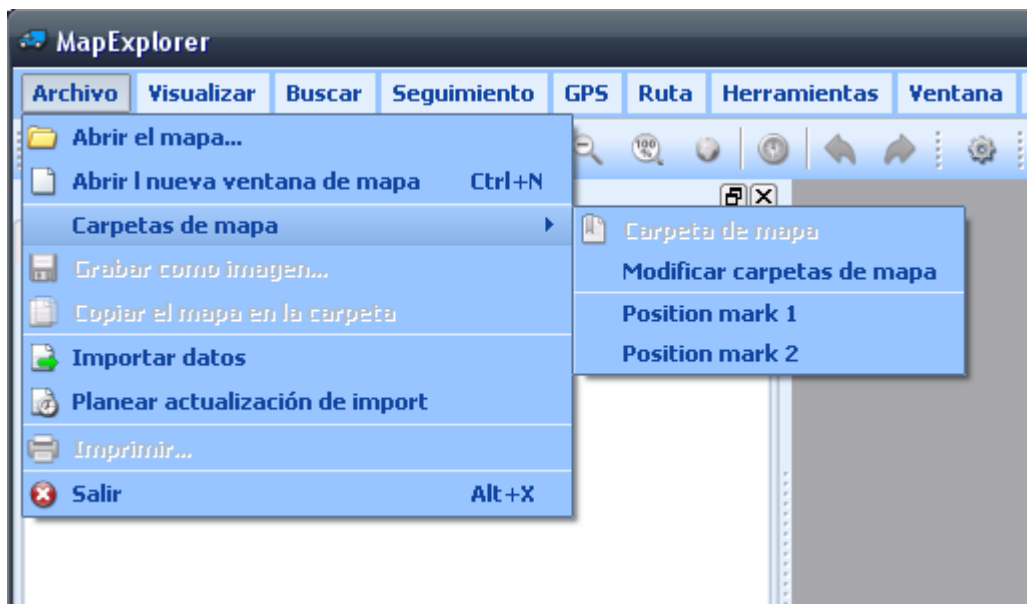 MapExplorer
Archivo Visualizar Buscar Seguimiento GPS Ruta Herramientas Ventana
Abrir el mapa...
100 %
Abrir l nueva ventana de mapa Ctrl+N
Carpetas de mapa
Carpeta de mapa
Modificar carpetas de mapa
Position mark 1
Position mark 2
Grabar como imagen...
Copiar el mapa en la carpeta
Importar datos
Planear actualización de import
Imprimir...
Salir Alt+X